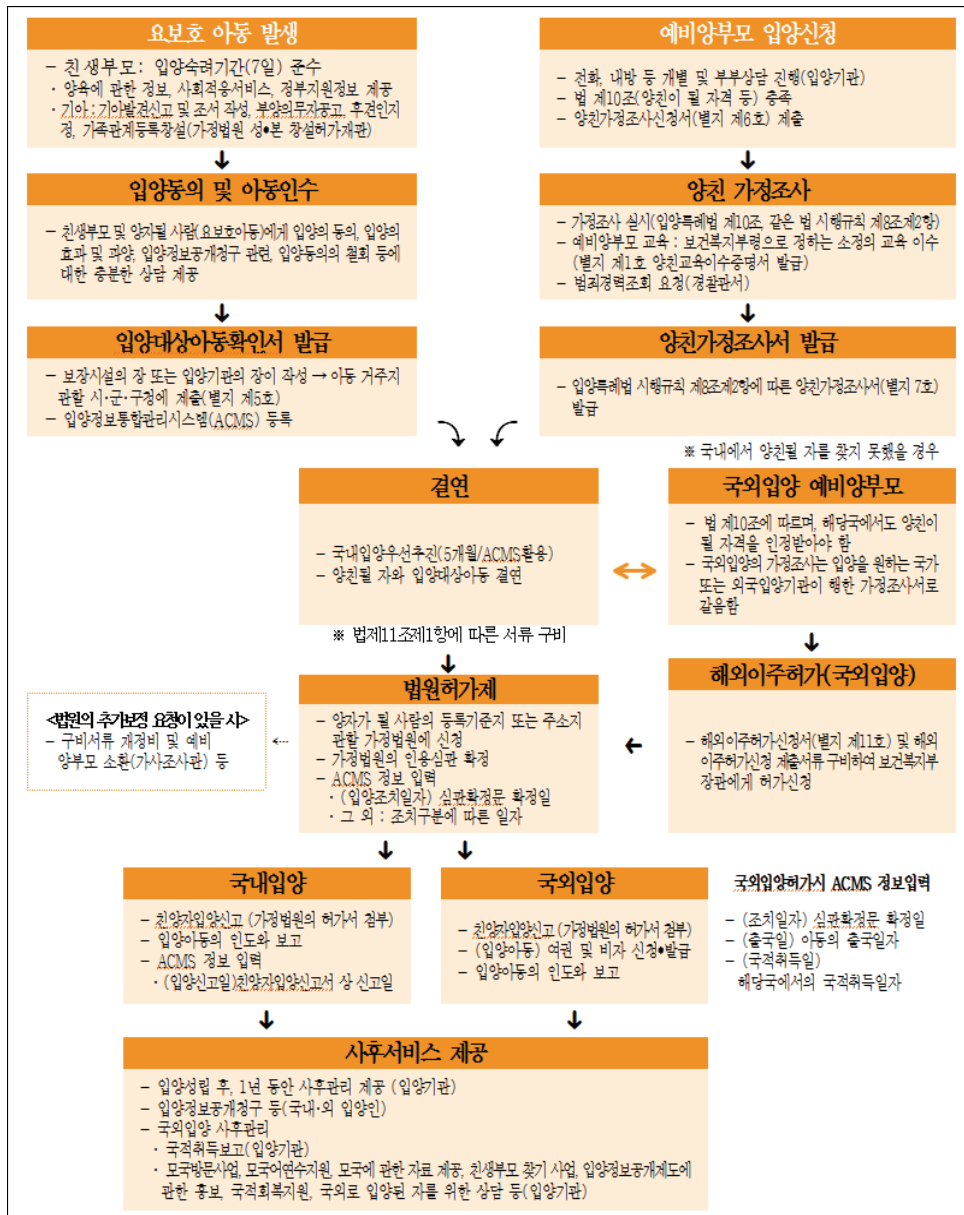 요보호 아동 발생
- 친생부모: 입양숙려기간(7일) 준수
· 양육에 관한 정보, 사회적응서비스, 정부지원정보 제공
· 기아 : 기아발견신고 및 조서 작성, 부양의무자공고, 후견인지
정, 가족관계등록창설(가정법원 성•본 창설허가재판)
입양동의 및 아동인수
- 친생부모 및 양자될 사람(요보호아동)에게 입양의 동의, 입양의
효과 및 파양, 입양정보공개청구 관련, 입양동의의 철회 등에
대한 충분한 상담 제공
입양대상아동확인서 발급
- 보장시설의 장 또는 입양기관의 장이 작성 → 아동 거주지
관할 시·군·구청에 제출(별지 제5호)
- 입양정보통합관리시스템(ACMS) 등록
예비양부모 입양신청
- 전화, 내방 등 개별 및 부부상담 진행(입양기관)
- 법 제10조(양친이 될 자격 등) 충족
- 양친가정조사신청서(별지 제6호) 제출
양친 가정조사
- 가정조사 실시(입양특례법 제10조, 같은 법 시행규칙 제8조제2항)
- 예비양부모 교육 : 보건복지부령으로 정하는 소정의 교육 이수
(별지 제1호 양친교육이수증명서 발급)
- 범죄경력조회 요청(경찰관서)
양친가정조사서 발급
- 입양특례법 시행규칙 제8조제2항에 따른 양친가정조사서(별지 7호)
발급
※ 국내에서 양친될 자를 찾지 못했을 경우
결연
- 국내입양우선추진(5개월/ACMS활용)
- 양친될 자와 입양대상아동 결연
※ 법제11조제1항에 따른 서류 구비
국외입양 예비양부모
- 법 제10조에 따르며, 해당국에서도 양친이
될 자격을 인정받아야 함
- 국외입양의 가정조사는 입양을 원하는 국가
또는 외국입양기관이 행한 가정조사서로
갈음함
법원허가제
- 양자가 될 사람의 등록기준지 또는 주소지
관할 가정법원에 신청
- 가정법원의 인용심판 확정
- ACMS 정보 입력
· (입양조치일자) 심판확정문 확정일
· 그 외 : 조치구분에 따른 일자
<법원의 추가보정 요청이 있을 시>
- 구비서류 재정비 및 예비
양부모 소환(가사조사관) 등
해외이주허가(국외입양)
- 해외이주허가신청서(별지 제11호) 및 해외
이주허가신청 제출서류 구비하여 보건복지부
장관에게 허가신청
국내입양
- 친양자입양신고 (가정법원의 허가서 첨부)
- 입양아동의 인도와 보고
- ACMS 정보 입력
· (입양신고일)친양자입양신고서 상 신고일
국외입양
- 친양자입양신고 (가정법원의 허가서 첨부)
- (입양아동) 여권 및 비자 신청•발급
- 입양아동의 인도와 보고
국외입양허가시 ACMS 정보입력
- (조치일자) 심판확정문 확정일
- (출국일) 아동의 출국일자
- (국적취득일)
해당국에서의 국적취득일자
사후서비스 제공
- 입양성립 후, 1년 동안 사후관리 제공 (입양기관)
- 입양정보공개청구 등(국내·외 입양인)
- 국외입양 사후관리
· 국적취득보고(입양기관)
· 모국방문사업, 모국어연수지원, 모국에 관한 자료 제공, 친생부모 찾기 사업, 입양정보공개제도에
관한 홍보, 국적회복지원, 국외로 입양된 자를 위한 상담 등(입양기관)